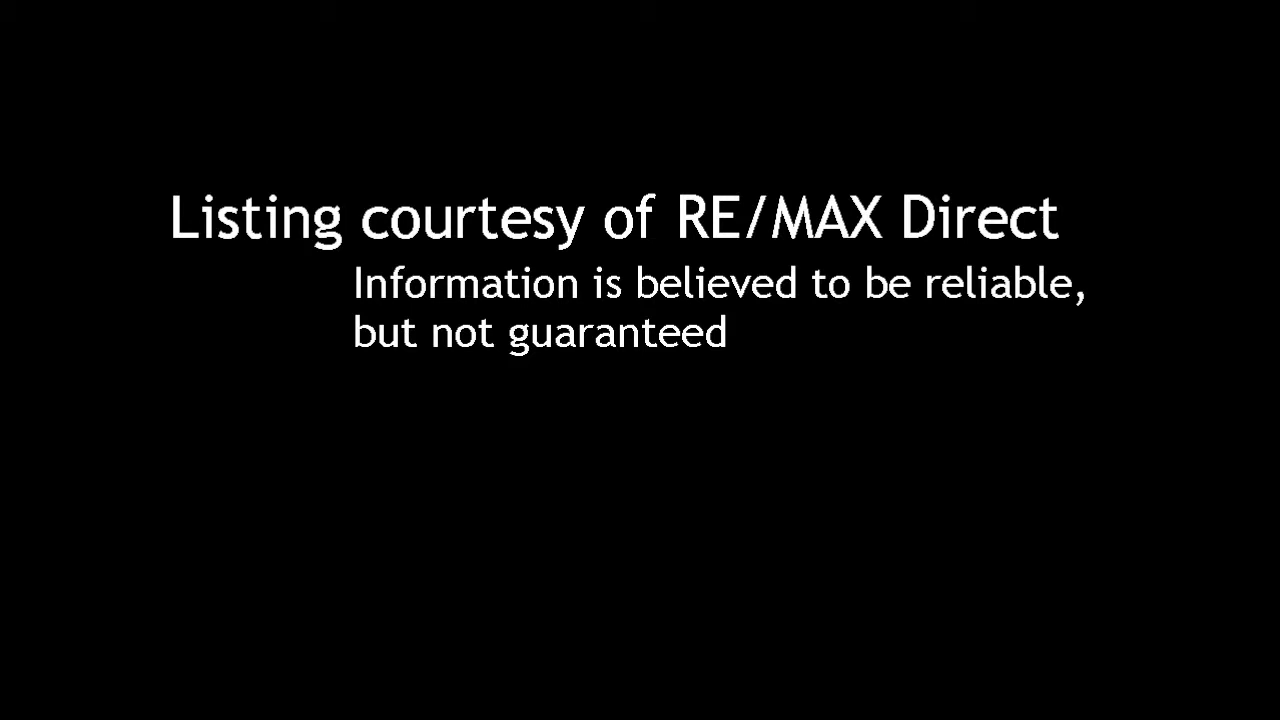 Listing courtesy of RE/MAX Direct
Information is believed to be reliable,
but not guaranteed